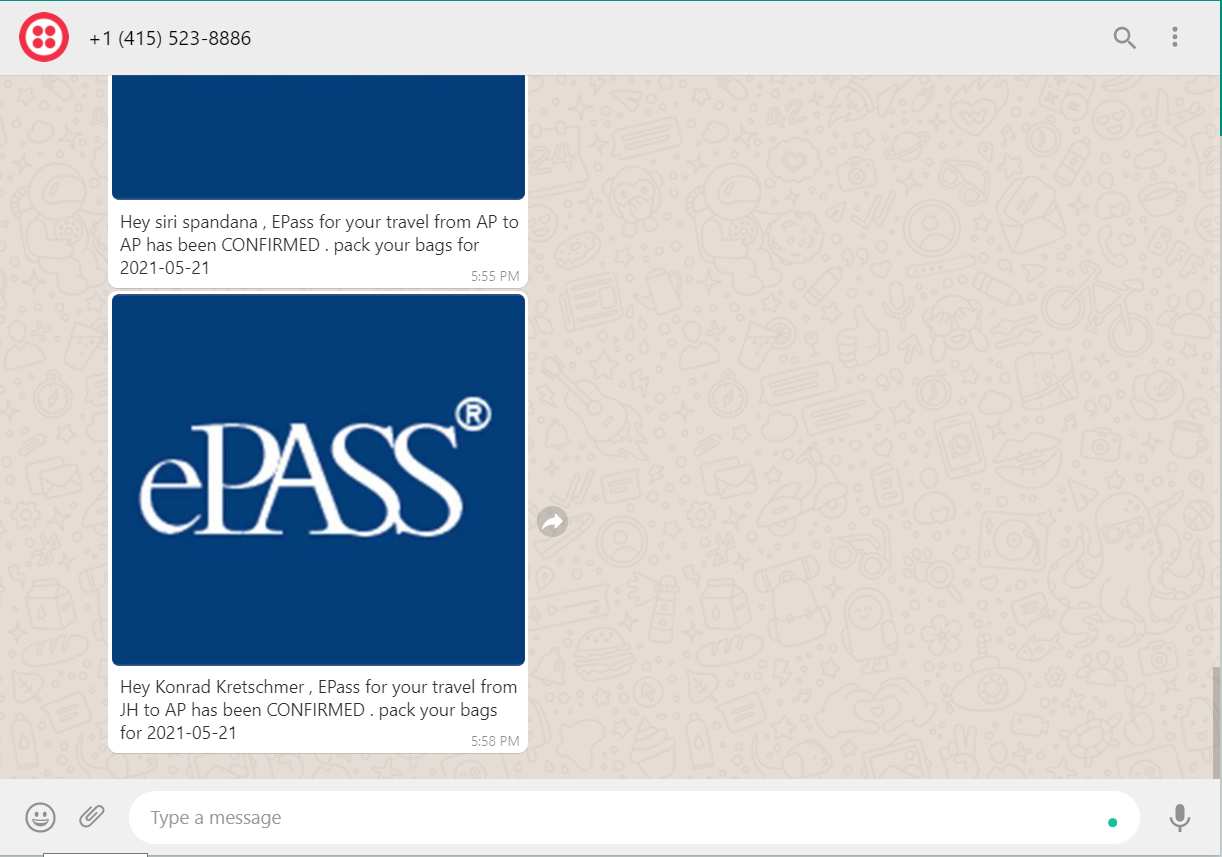 +1 (415) 523-8886
Hey siri spandana , EPass for your travel from AP to
AP has been CONFIRMED . pack your bags for
2021-05-21
5:55 PM
ePASS®
Hey Konrad Kretschmer , EPass for your travel from
JH to AP has been CONFIRMED . pack your bags
for 2021-05-21
5:58 PM
Type a message